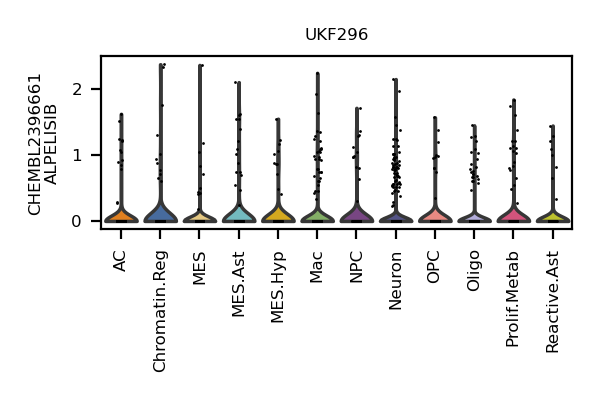 UKF296
CHEMBL2396661
ALPELISIB
2
1
0
AC
Chromatin.Reg
MES
MES.Ast
MES.Hyp
Mac
NPC
Neuron
OPC
Oligo
Prolif.Metab
Reactive.Ast